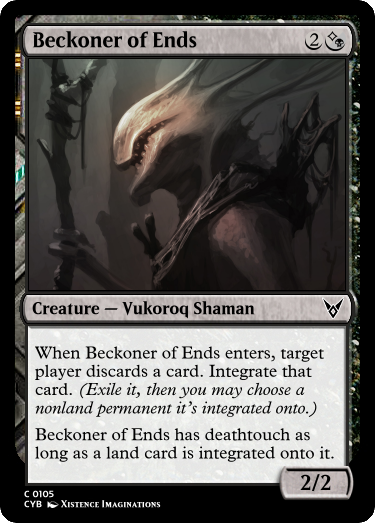 Beckoner of Ends 2
Creature — Vukoroq Shaman
When Beckoner of Ends enters, target
player discards a card. Integrate that
card. (Exile it, then you may choose a
nonland permanent it's integrated onto.)
Beckoner of Ends has deathtouch as
long as a land card is integrated onto it.
2/2
C 0105
CYB Xistence Imaginations